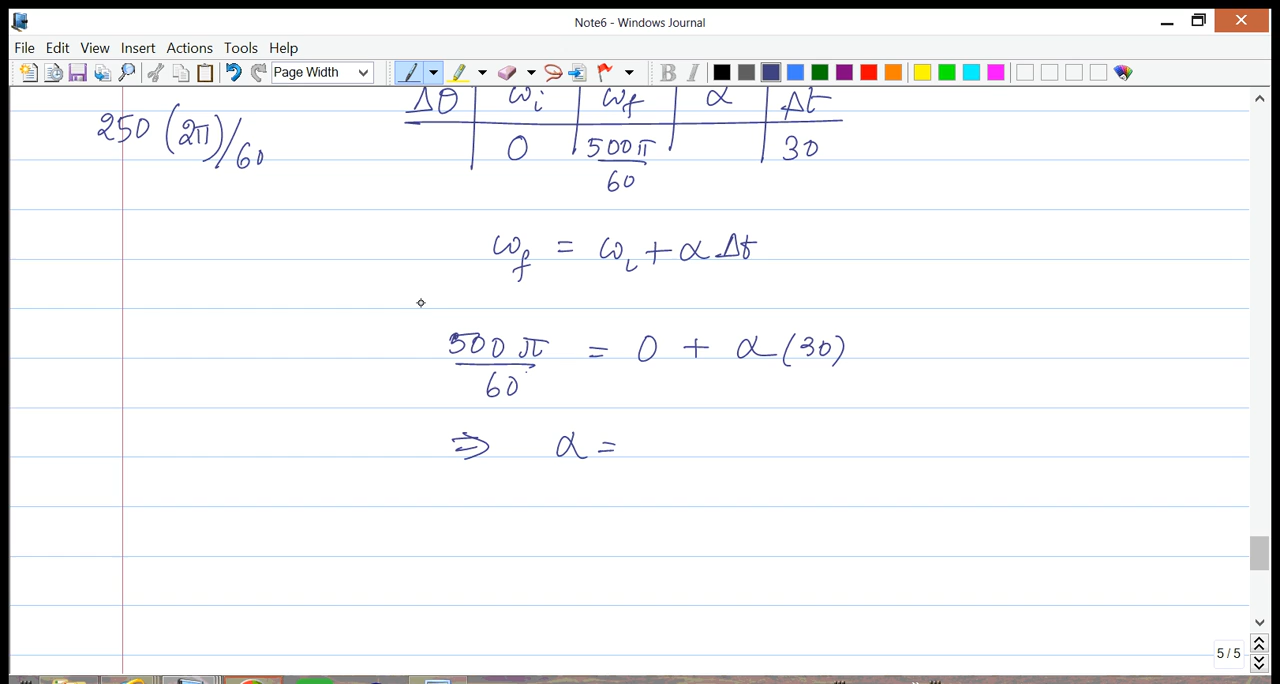 Note6 - Windows Journal
File Edit View Insert Actions Tools Help
Page Width B I
Δθ ωi ωf α Δt
250 (2π)/60
0 500π/60 30
ωf = ωi + α Δt
500 π/60 = 0 + α (30)
⇒ α =
5 / 5